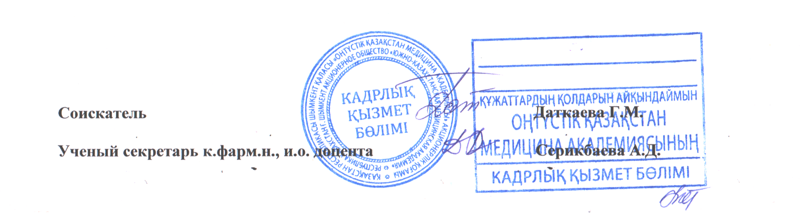 Соискатель Даткаева Г.М.
Ученый секретарь к.фарм.н., и.о. доцента Серикбаева А.Д.
КАДРЛЫҚ
ҚЫЗМЕТ
БӨЛІМІ
ҚҰЖАТТАРДЫҢ ҚОЛДАРЫН АЙҚЫНДАЙМЫН
ОҢТҮСТІК ҚАЗАҚСТАН
МЕДИЦИНА АКАДЕМИЯСЫНЫҢ
КАДРЛЫҚ ҚЫЗМЕТ БӨЛІМІ